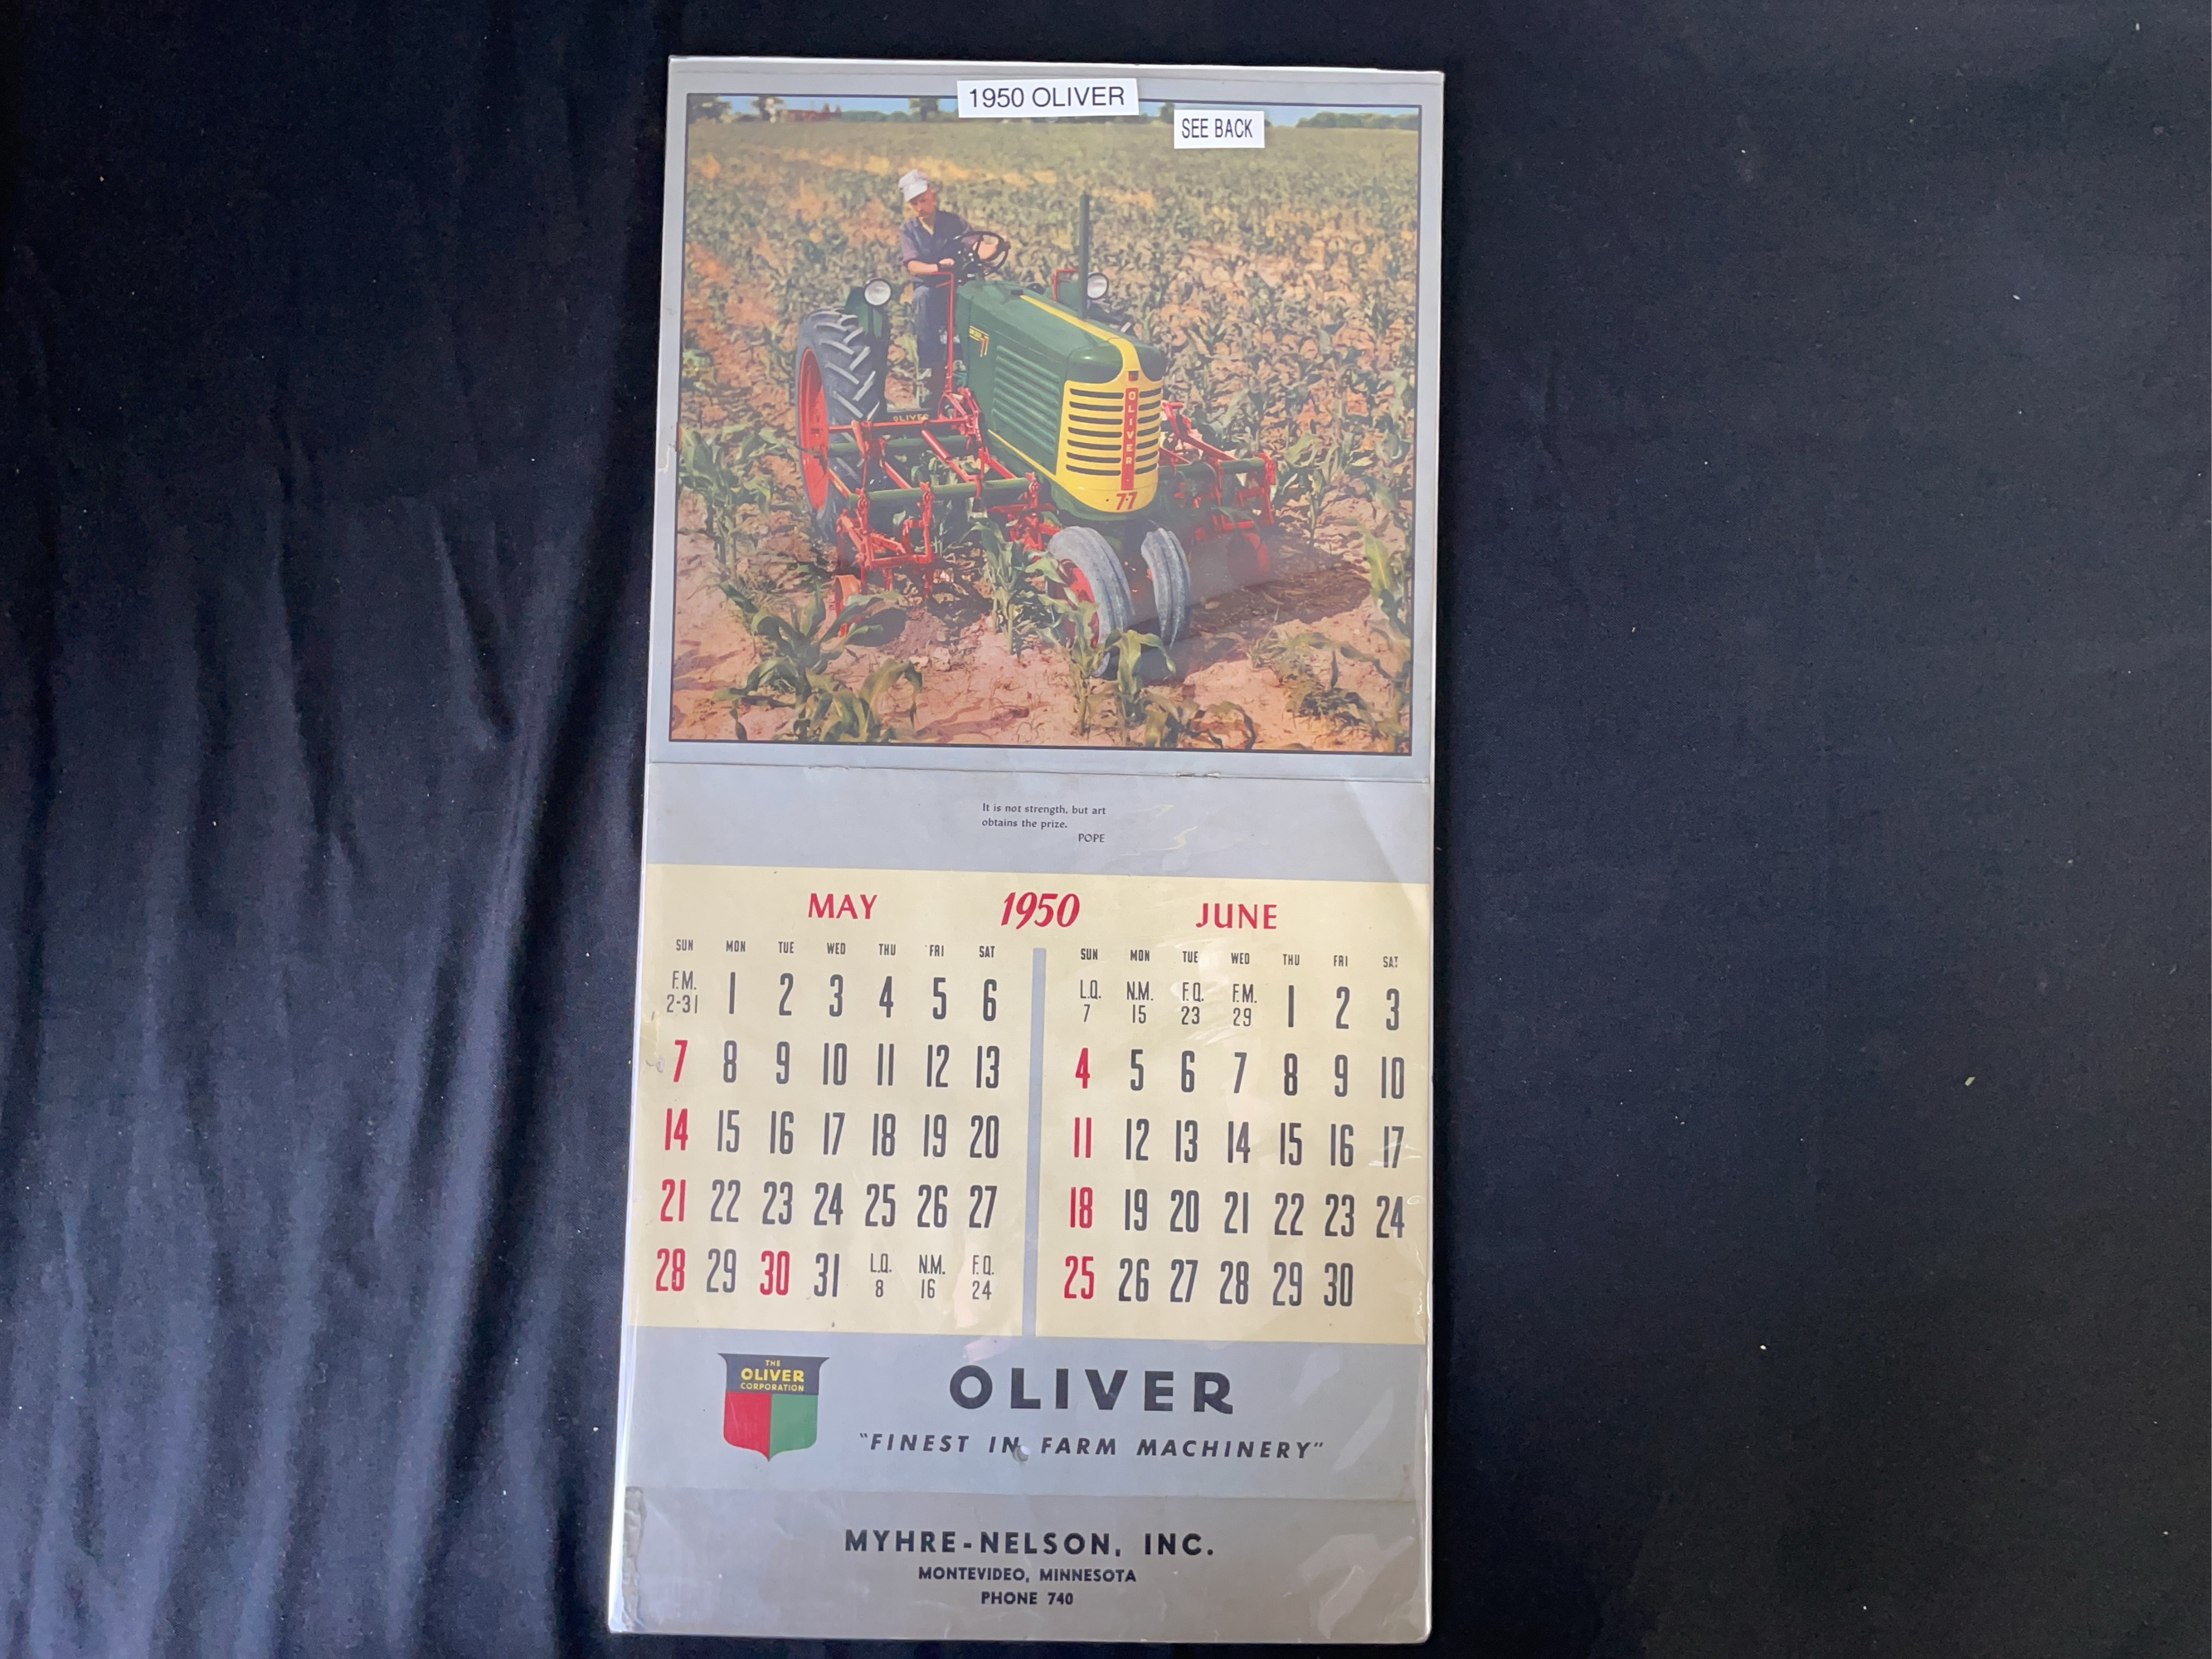 1950 OLIVER
SEE BACK
OLIVER
OLIVER
77
It is not strength, but art
obtains the prize.
POPE
MAY 1950 JUNE
SUN MON TUE WED THU FRI SAT
F.M. 2-31 1 2 3 4 5 6
7 8 9 10 11 12 13
14 15 16 17 18 19 20
21 22 23 24 25 26 27
28 29 30 31 L.Q. 8 N.M. 16 F.Q. 24
SUN MON TUE WED THU FRI SAT
L.Q. 7 N.M. 15 F.Q. 23 F.M. 29 1 2 3
4 5 6 7 8 9 10
11 12 13 14 15 16 17
18 19 20 21 22 23 24
25 26 27 28 29 30
THE
OLIVER
CORPORATION
OLIVER
"FINEST IN FARM MACHINERY"
MYHRE-NELSON, INC.
MONTEVIDEO, MINNESOTA
PHONE 740